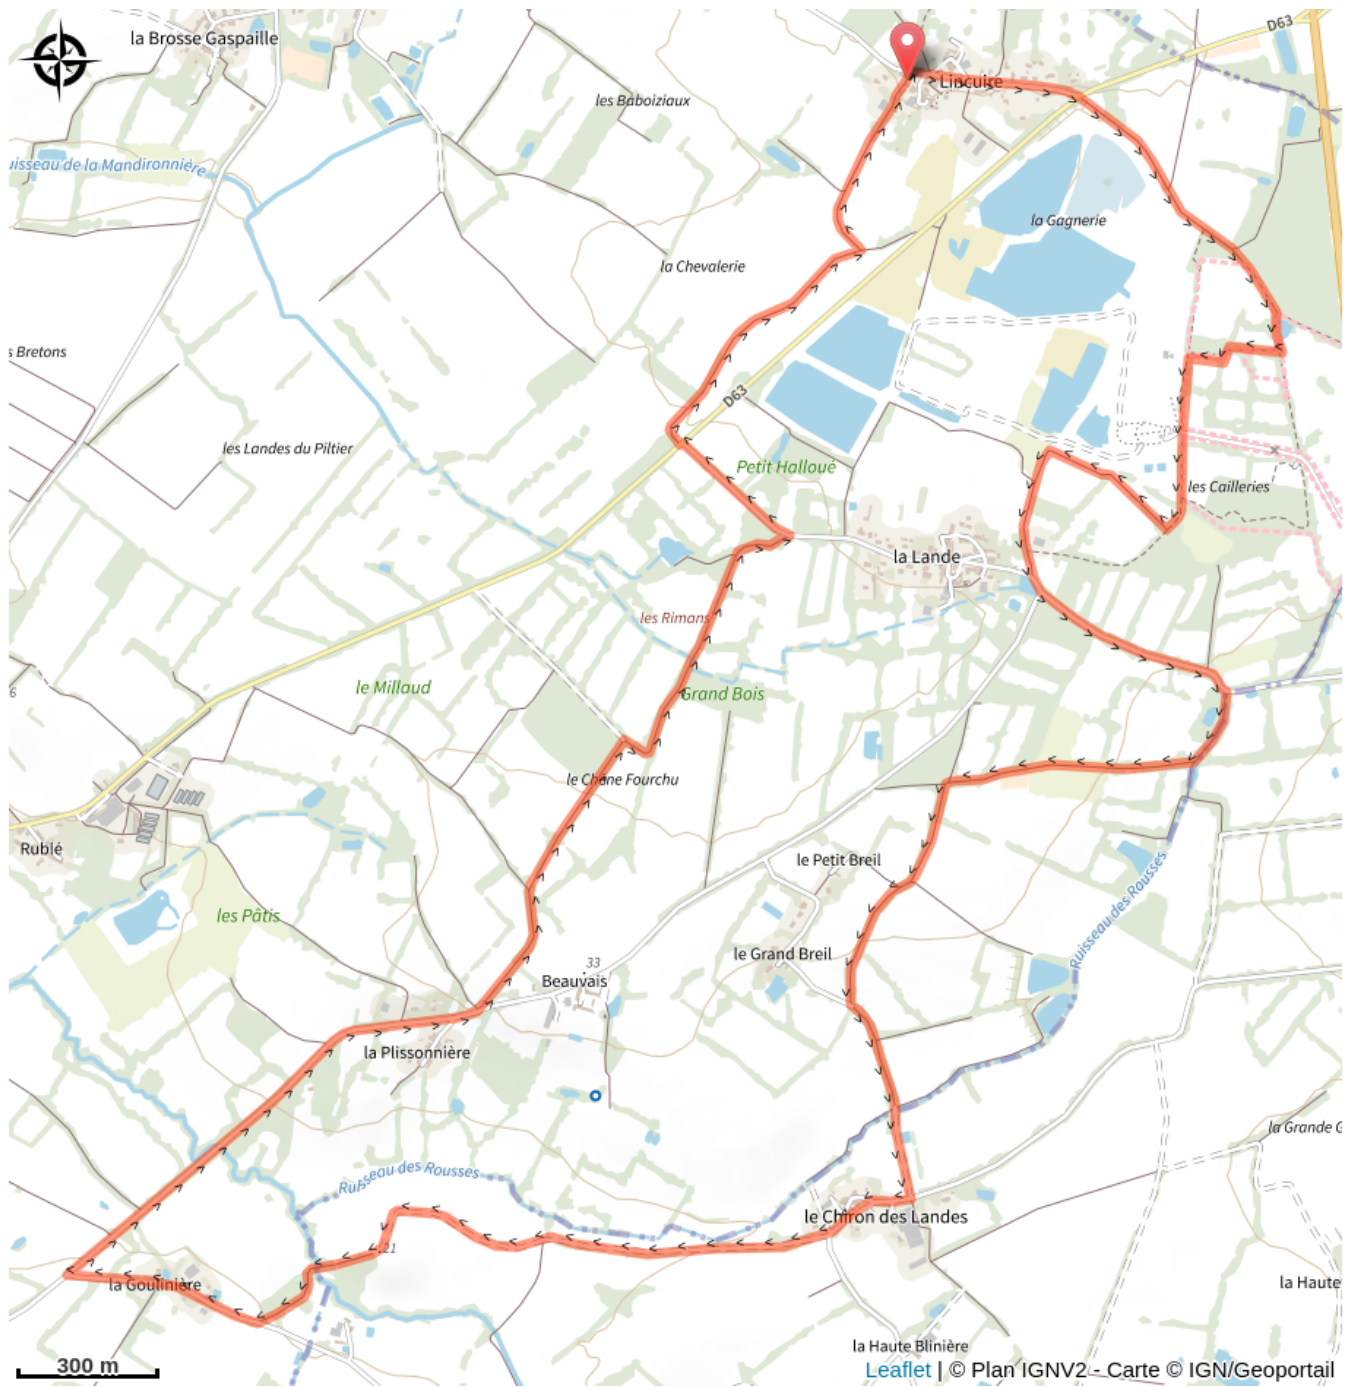 D63
la Brosse Gaspaille
Lincuire
les Baboiziaux
uisseau de la Mandironnière
la Gagnerie
la Chevalerie
s Bretons
D63
les Landes du Piltier
Petit Halloué
les Cailleries
la Lande
les Rimans
6
le Millaud
Grand Bois
le Chêne Fourchu
Rublé
le Petit Breil
les Pâtis
Ruisseau des Rousses
le Grand Breil
33
Beauvais
la Plissonnière
la Grande G
Ruisseau des Rousses
le Chiron des Landes
21
la Goulinière
la Haute
la Haute Blinière
300 m
Leaflet | © Plan IGNV2 - Carte © IGN/Geoportail